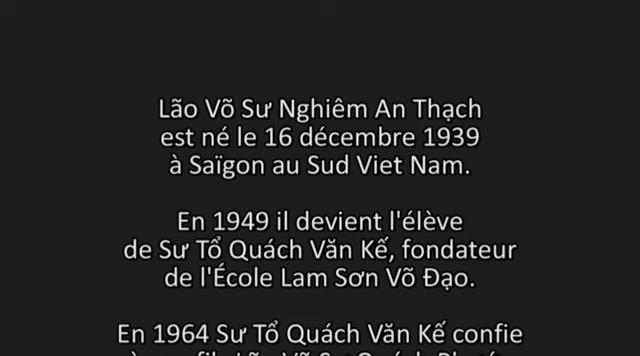 Lão Võ Sư Nghiêm An Thạch
est né le 16 décembre 1939
à Saïgon au Sud Viet Nam.
En 1949 il devient l'élève
de Sư Tổ Quách Văn Kế, fondateur
de l'École Lam Sơn Võ Đạo.
En 1964 Sư Tổ Quách Văn Kế confie